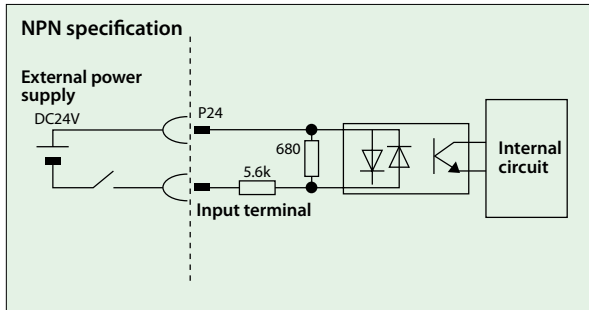 NPN specification
External power
supply
DC24V
P24
680
5.6k
Input terminal
Internal
circuit